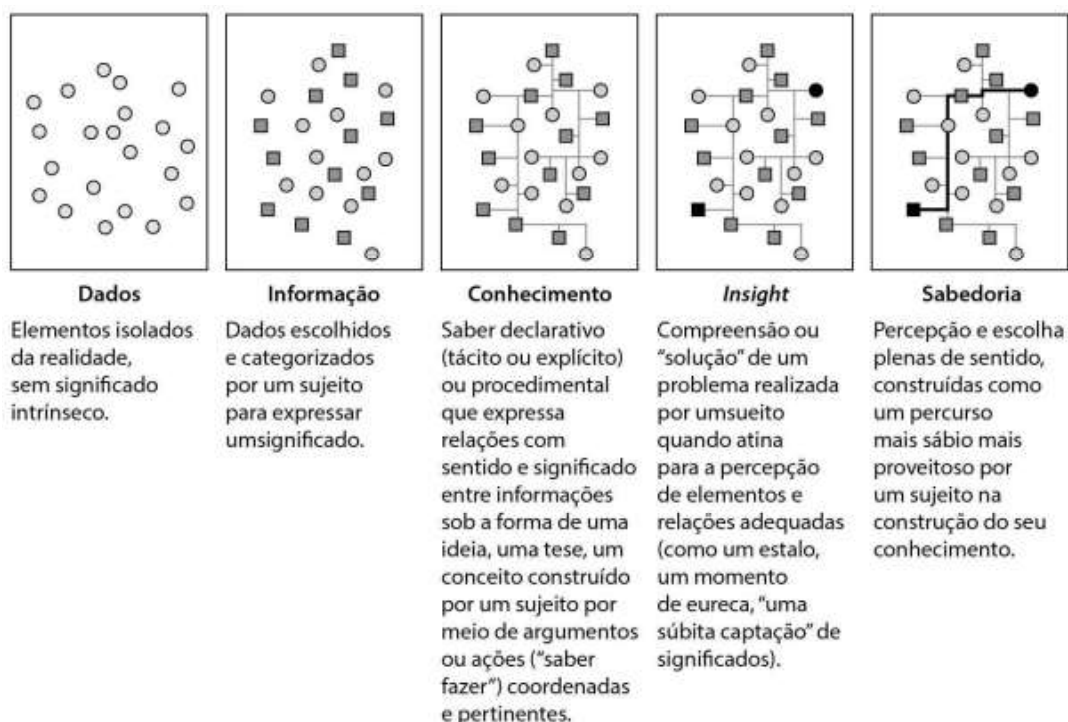 Dados
Elementos isolados
da realidade,
sem significado
intrínseco.
Informação
Dados escolhidos
e categorizados
por um sujeito
para expressar
umsignificado.
Conhecimento
Saber declarativo
(tácito ou explícito)
ou procedimental
que expressa
relações com
sentido e significado
entre informações
sob a forma de uma
ideia, uma tese, um
conceito construído
por um sujeito por
meio de argumentos
ou ações (“saber
fazer”) coordenadas
e pertinentes.
Insight
Compreensão ou
“solução” de um
problema realizada
por umsueito
quando atina
para a percepção
de elementos e
relações adequadas
(como um estalo,
um momento
de eureca, “uma
súbita captação” de
significados).
Sabedoria
Percepção e escolha
plenas de sentido,
construídas como
um percurso
mais sábio mais
proveitoso por
um sujeito na
construção do seu
conhecimento.